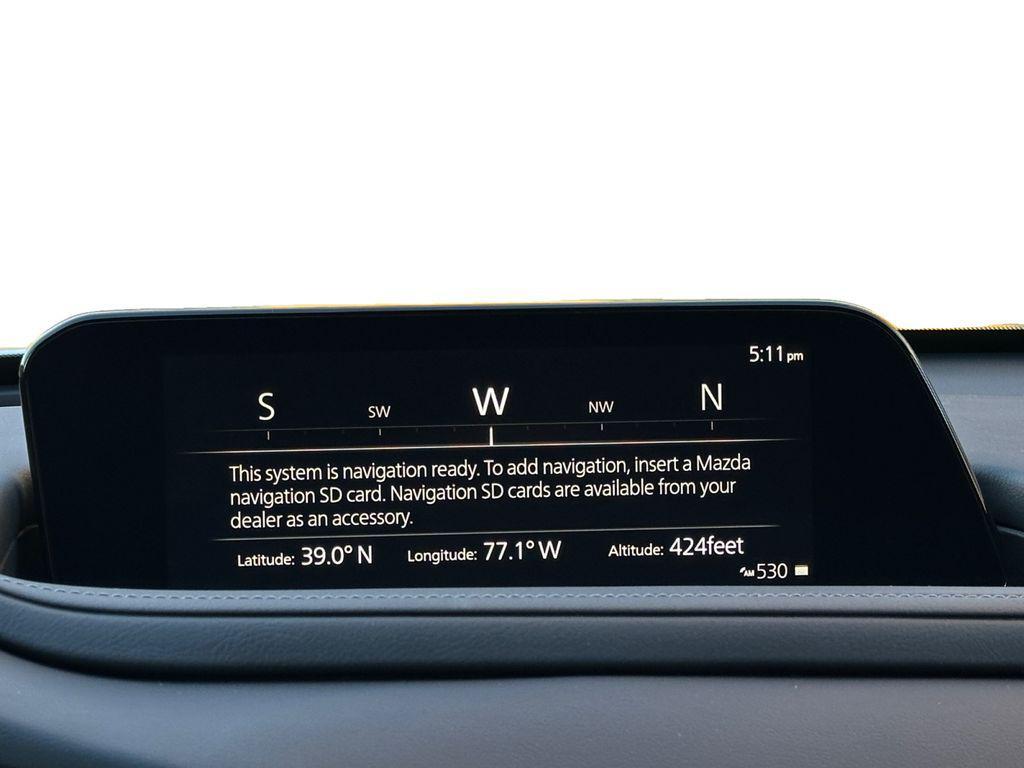 5:11 pm
S SW W NW N
This system is navigation ready. To add navigation, insert a Mazda
navigation SD card. Navigation SD cards are available from your
dealer as an accessory.
Latitude: 39.0° N Longitude: 77.1° W Altitude: 424feet
AM 530